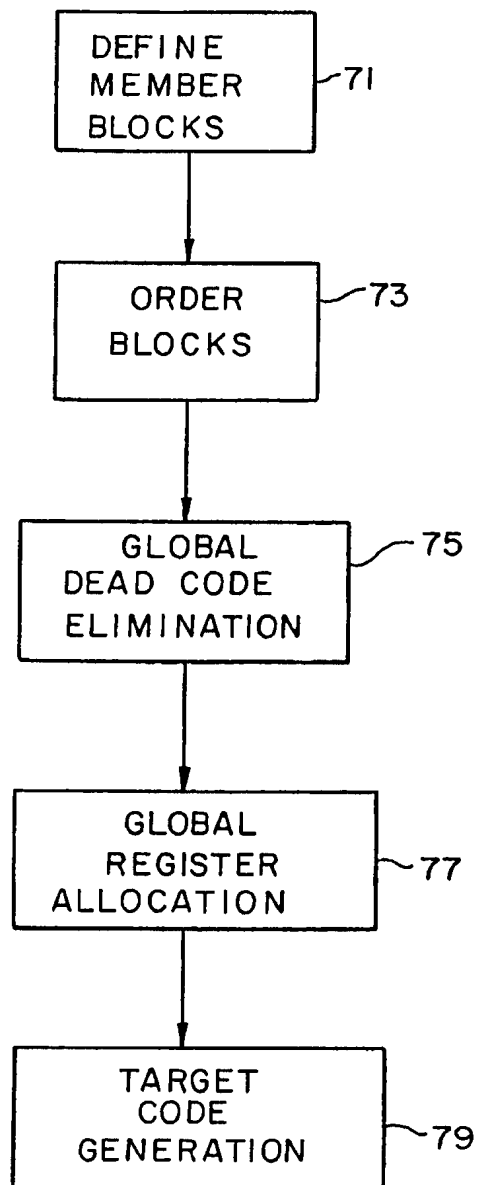 DEFINE
MEMBER
BLOCKS
71
ORDER
BLOCKS
73
GLOBAL
DEAD CODE
ELIMINATION
75
GLOBAL
REGISTER
ALLOCATION
77
TARGET
CODE
GENERATION
79